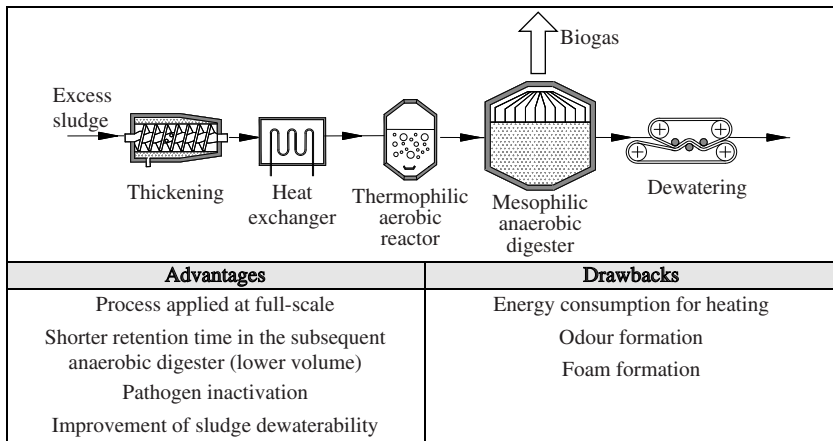 Biogas
Excess
sludge
Thickening
Heat
exchanger
Thermophilic
aerobic
reactor
Mesophilic
anaerobic
digester
Dewatering
Advantages
Drawbacks
Process applied at full-scale
Shorter retention time in the subsequent
anaerobic digester (lower volume)
Pathogen inactivation
Improvement of sludge dewaterability
Energy consumption for heating
Odour formation
Foam formation